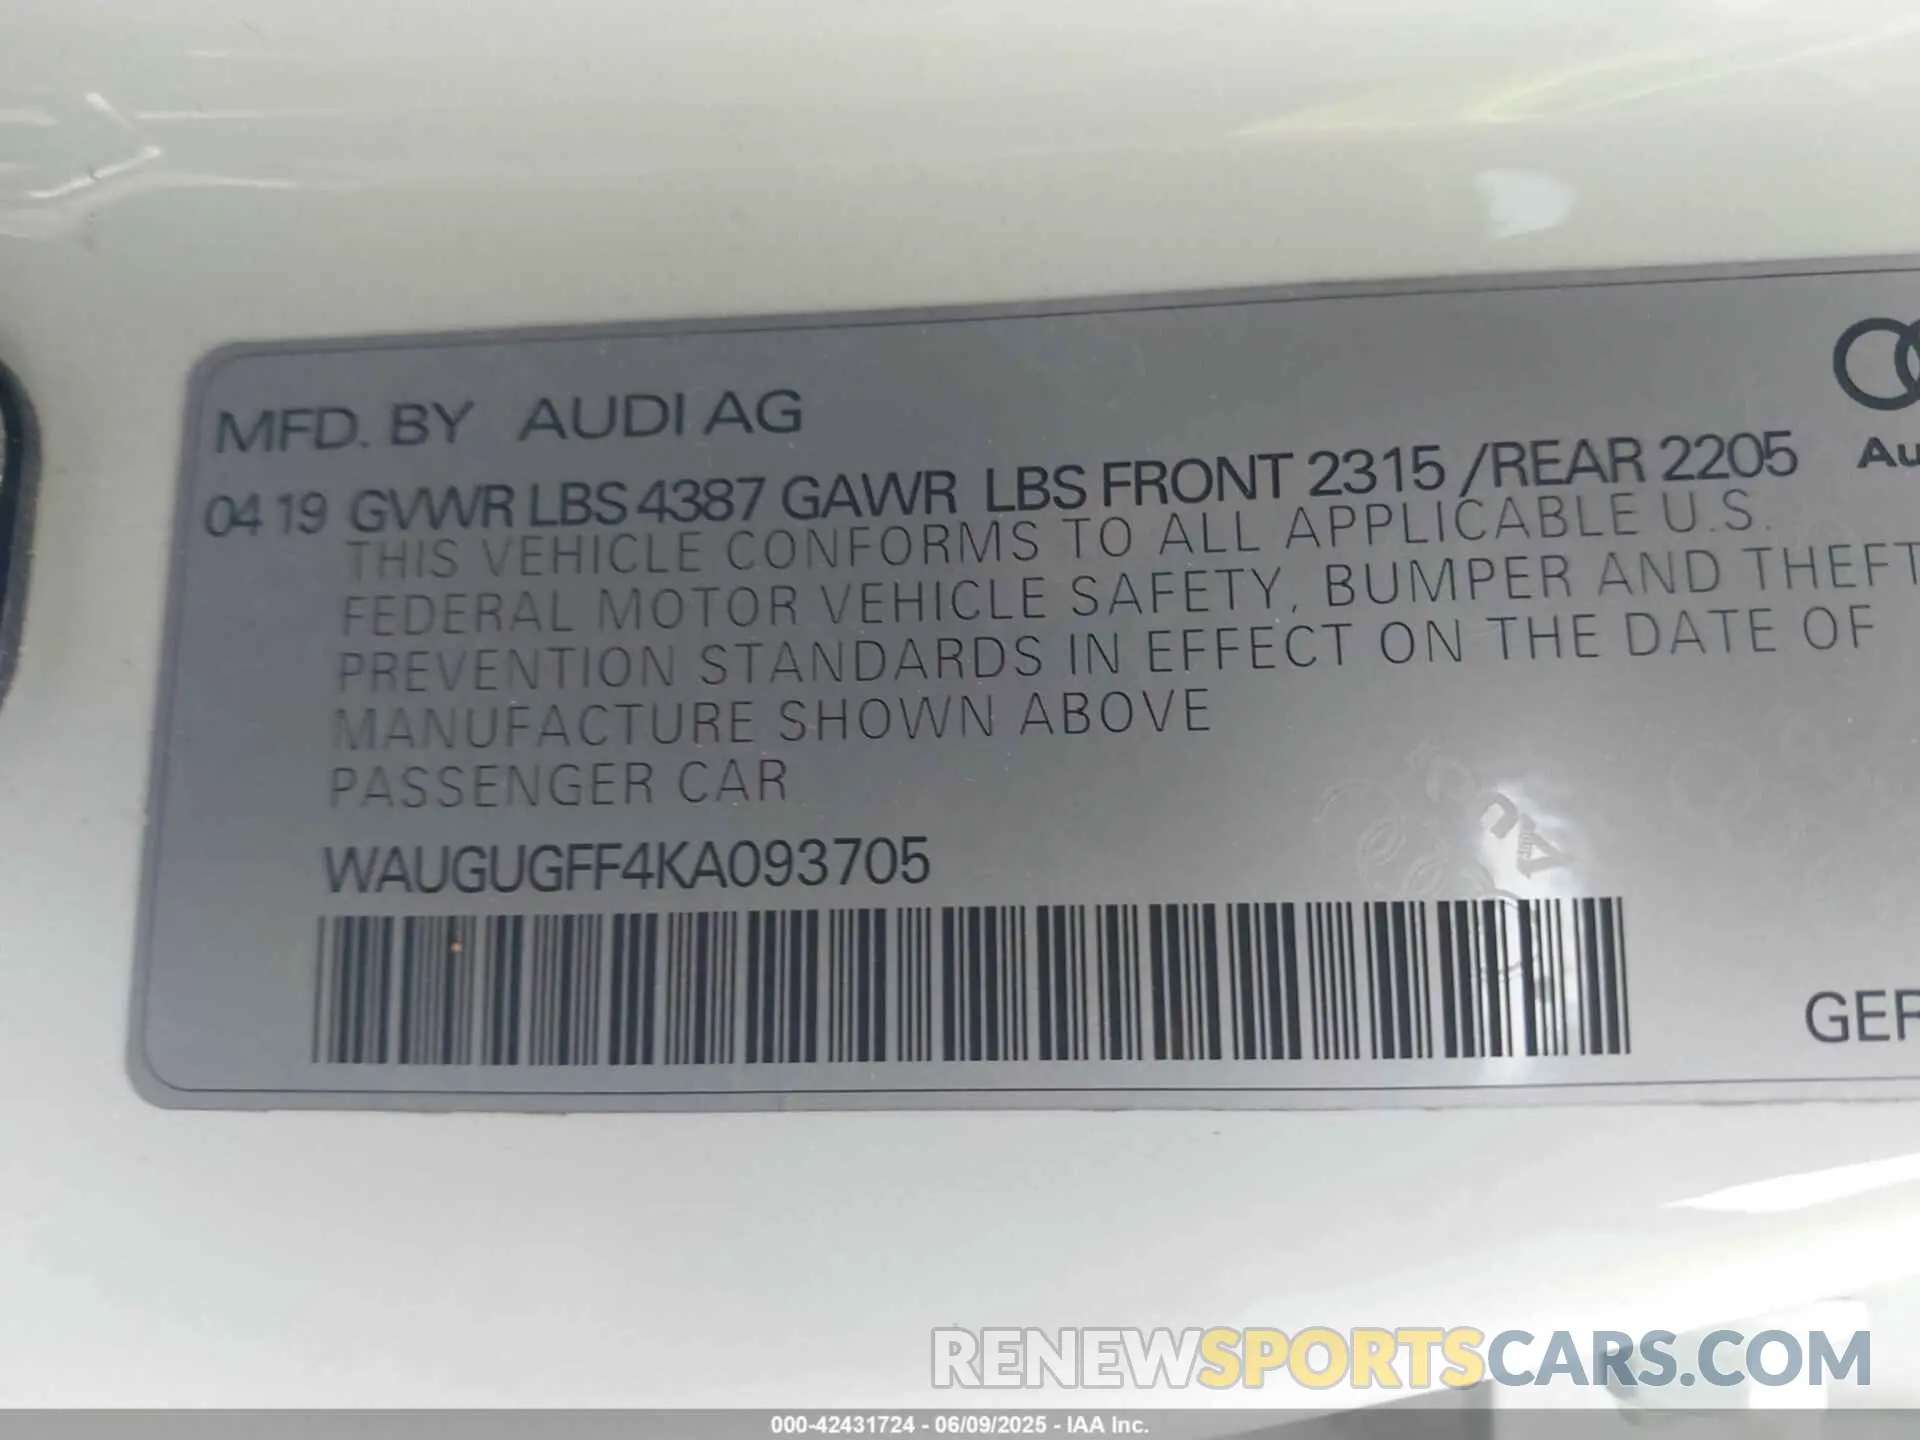 MFD. BY AUDI AG
04 19 GVWR LBS 4387 GAWR LBS FRONT 2315 /REAR 2205
THIS VEHICLE CONFORMS TO ALL APPLICABLE U.S.
FEDERAL MOTOR VEHICLE SAFETY, BUMPER AND THEFT
PREVENTION STANDARDS IN EFFECT ON THE DATE OF
MANUFACTURE SHOWN ABOVE
PASSENGER CAR
WAUGUGFF4KA093705
Au
GER
RENEWSPORTSCARS.COM
000-42431724 - 06/09/2025 - IAA Inc.